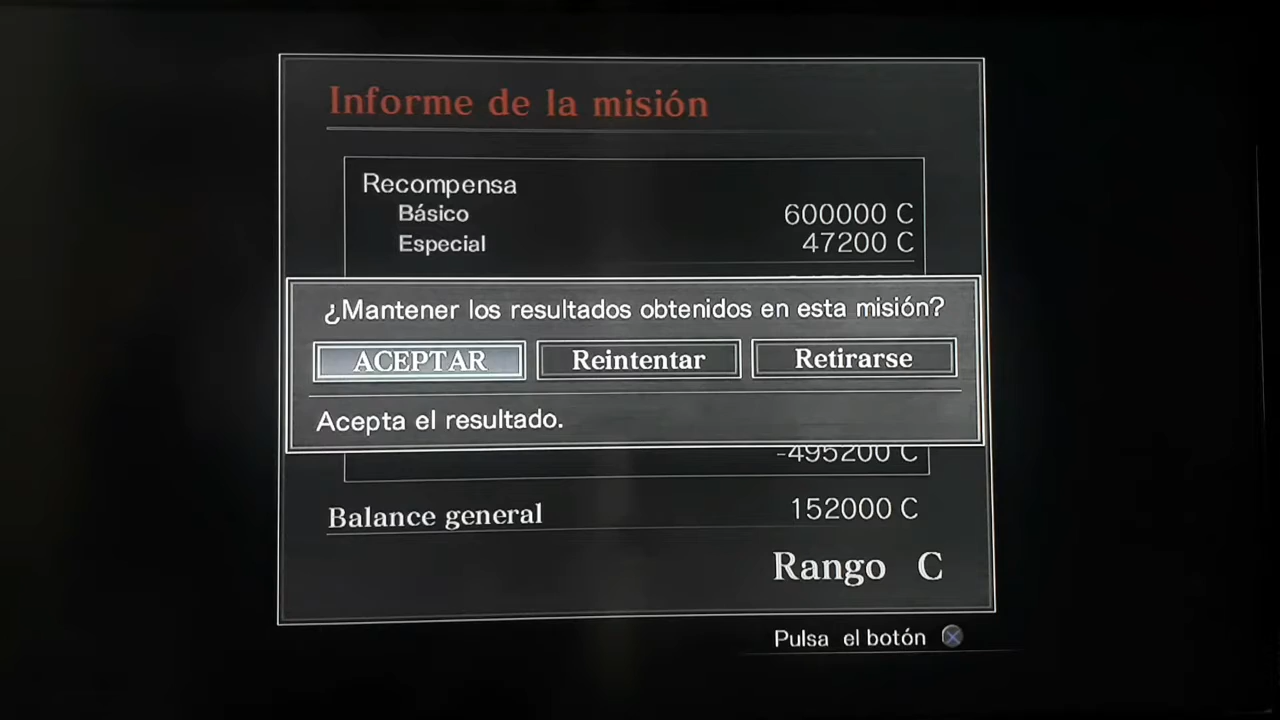 Informe de la misión
Recompensa
Básico 600000 C
Especial 47200 C
¿Mantener los resultados obtenidos en esta misión?
ACEPTAR Reintentar Retirarse
Acepta el resultado.
-495200 C
Balance general 152000 C
Rango C
Pulsa el botón